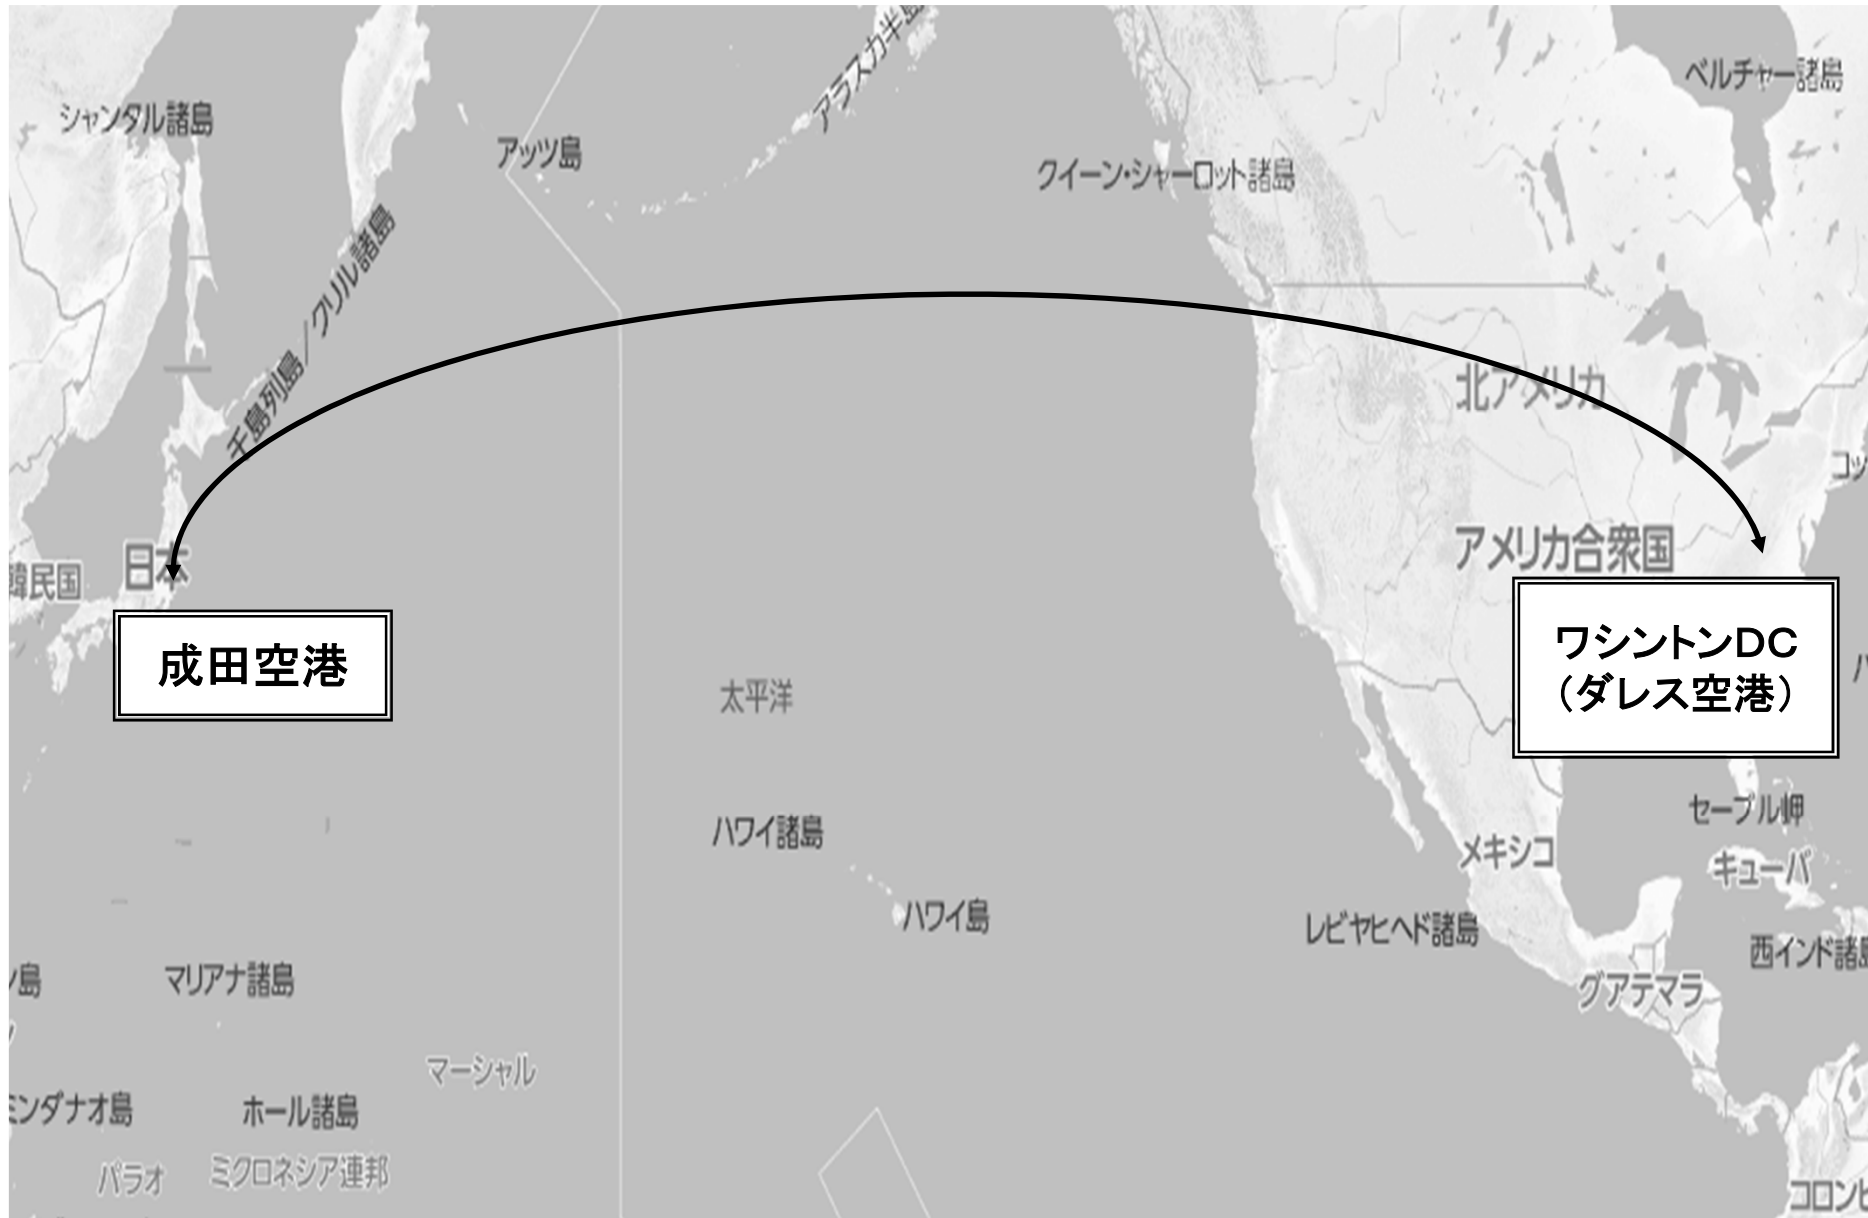 アラスカ半島
ベルチャー諸島
シャンタル諸島
アッツ島
クイーン・シャーロット諸島
千島列島／クリル諸島
北アメリカ
日本
韓民国
アメリカ合衆国
成田空港
ワシントンDC
（ダレス空港）
太平洋
ハワイ諸島
セーブル岬
メキシコ
キューバ
ハワイ島
レビヤヒヘド諸島
西インド諸島
マリアナ諸島
グアテマラ
マーシャル
ミンダナオ島
ホール諸島
パラオ
ミクロネシア連邦